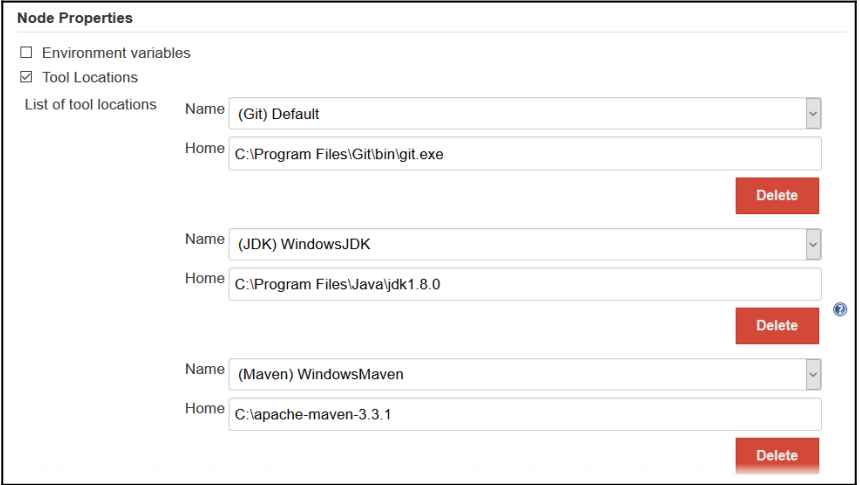 Node Properties
Environment variables
Tool Locations
List of tool locations
Name (Git) Default
Home C:\Program Files\Git\bin\git.exe
Delete
Name (JDK) WindowsJDK
Home C:\Program Files\Java\jdk1.8.0
?
Delete
Name (Maven) WindowsMaven
Home C:\apache-maven-3.3.1
Delete